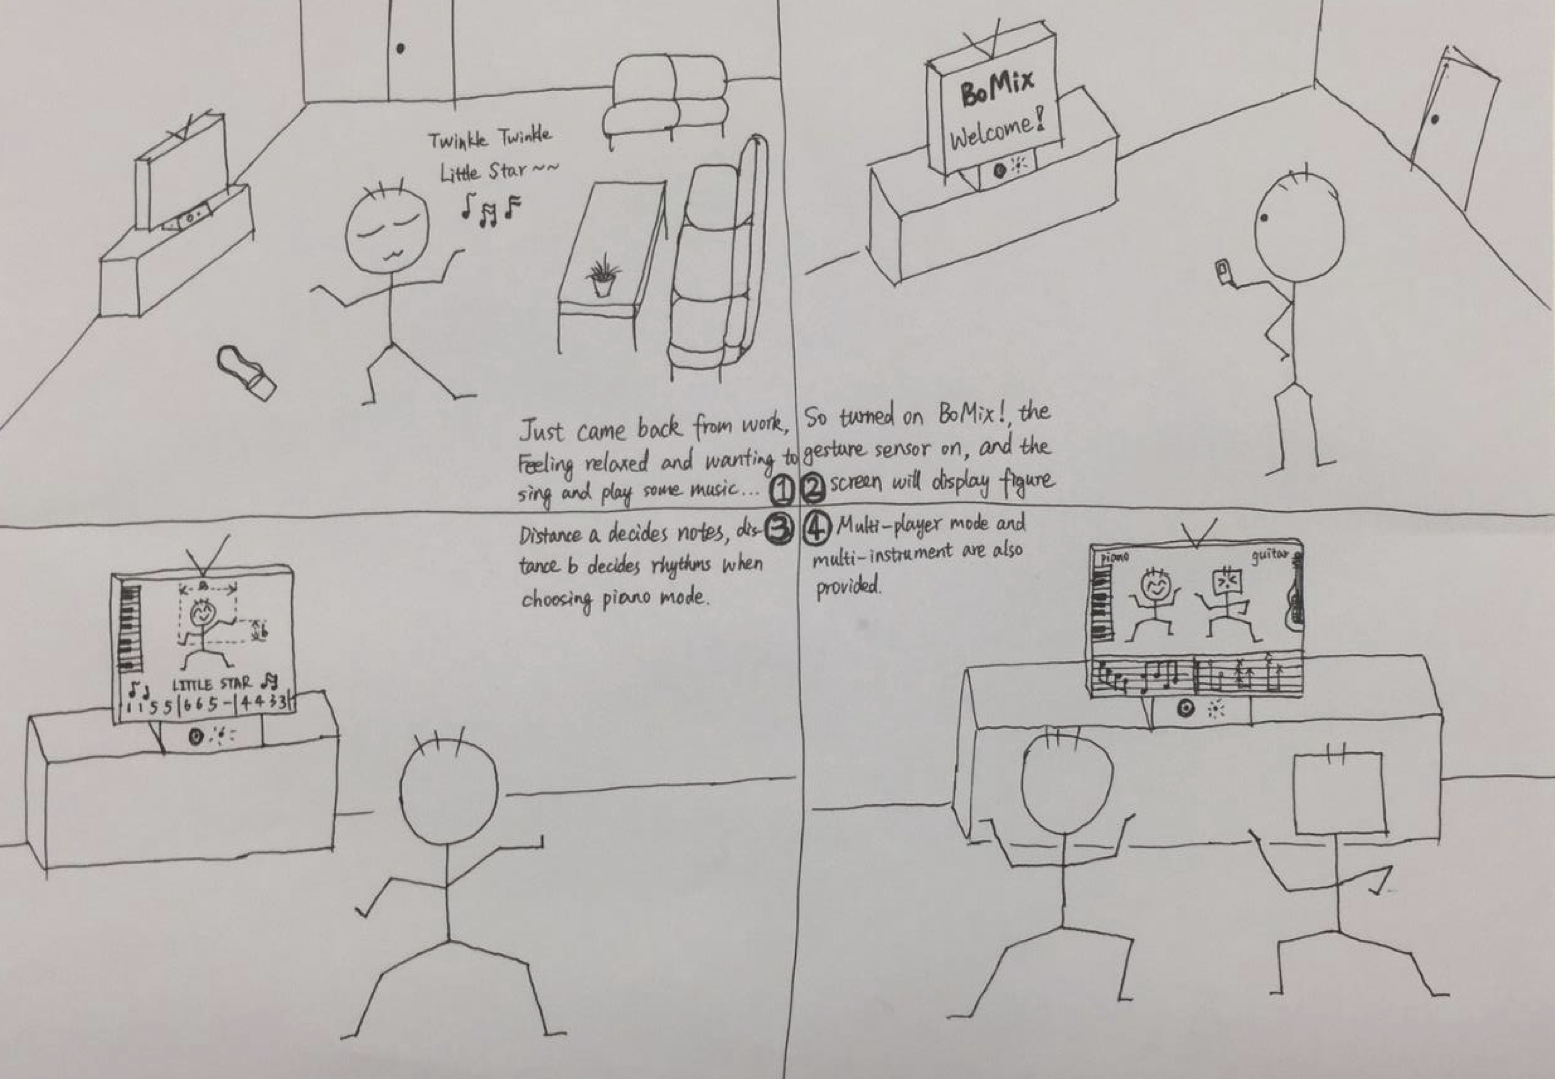 Twinkle Twinkle
Little Star ~~
Just came back from work,
Feeling relaxed and wanting to
sing and play some music... ①
BoMix
Welcome!
So turned on BoMix!, the
gesture sensor on, and the
② screen will display figure
Distance a decides notes, dis- ③
tance b decides rhythms when
choosing piano mode.
a
b
LITTLE STAR
1 1 5 5 | 6 6 5 - | 4 4 3 3 |
④ Multi-player mode and
multi-instrument are also
provided.
piano
guitar